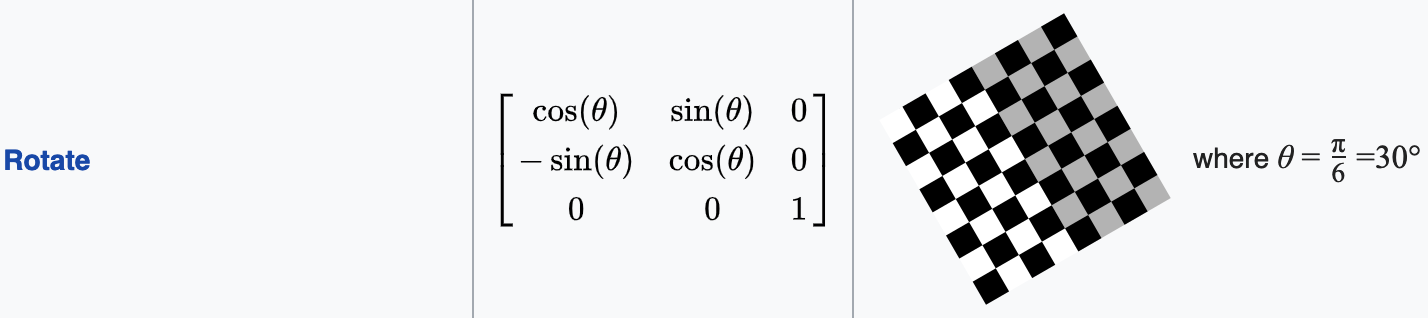 Rotate
cos(θ) sin(θ) 0
− sin(θ) cos(θ) 0
0 0 1
where θ = π/6 =30°